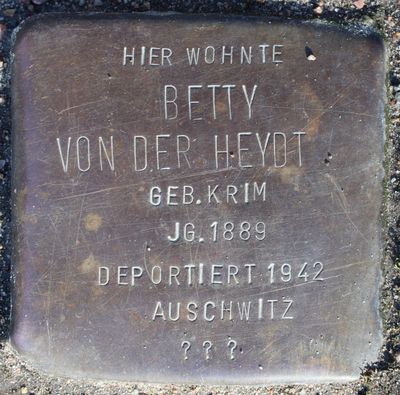 HIER WOHNTE
BETTY
VON DER HEYDT
GEB. KRIM
JG. 1889
DEPORTIERT 1942
AUSCHWITZ
? ? ?